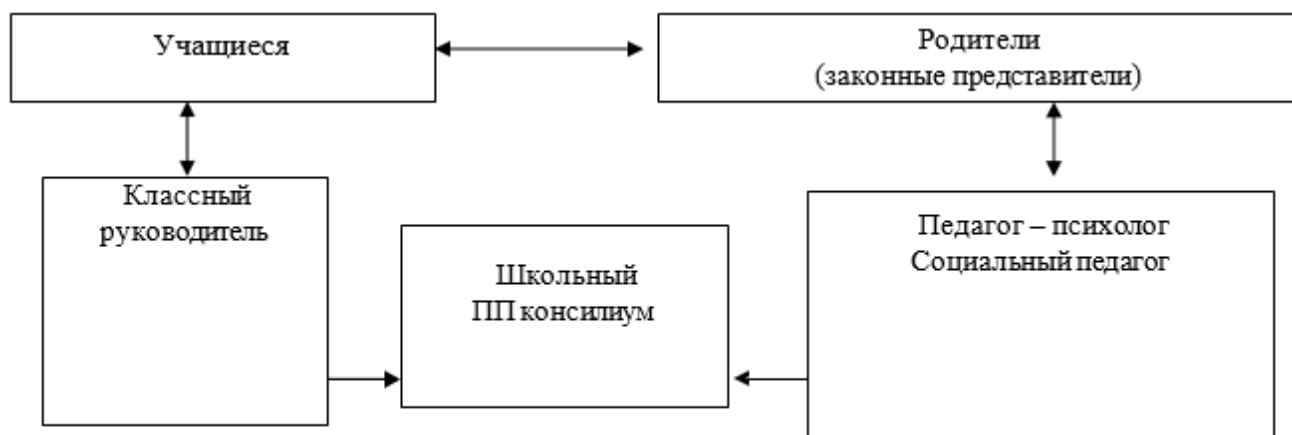 Учащиеся
Родители
(законные представители)
Классный
руководитель
Школьный
ПП консилиум
Педагог – психолог
Социальный педагог